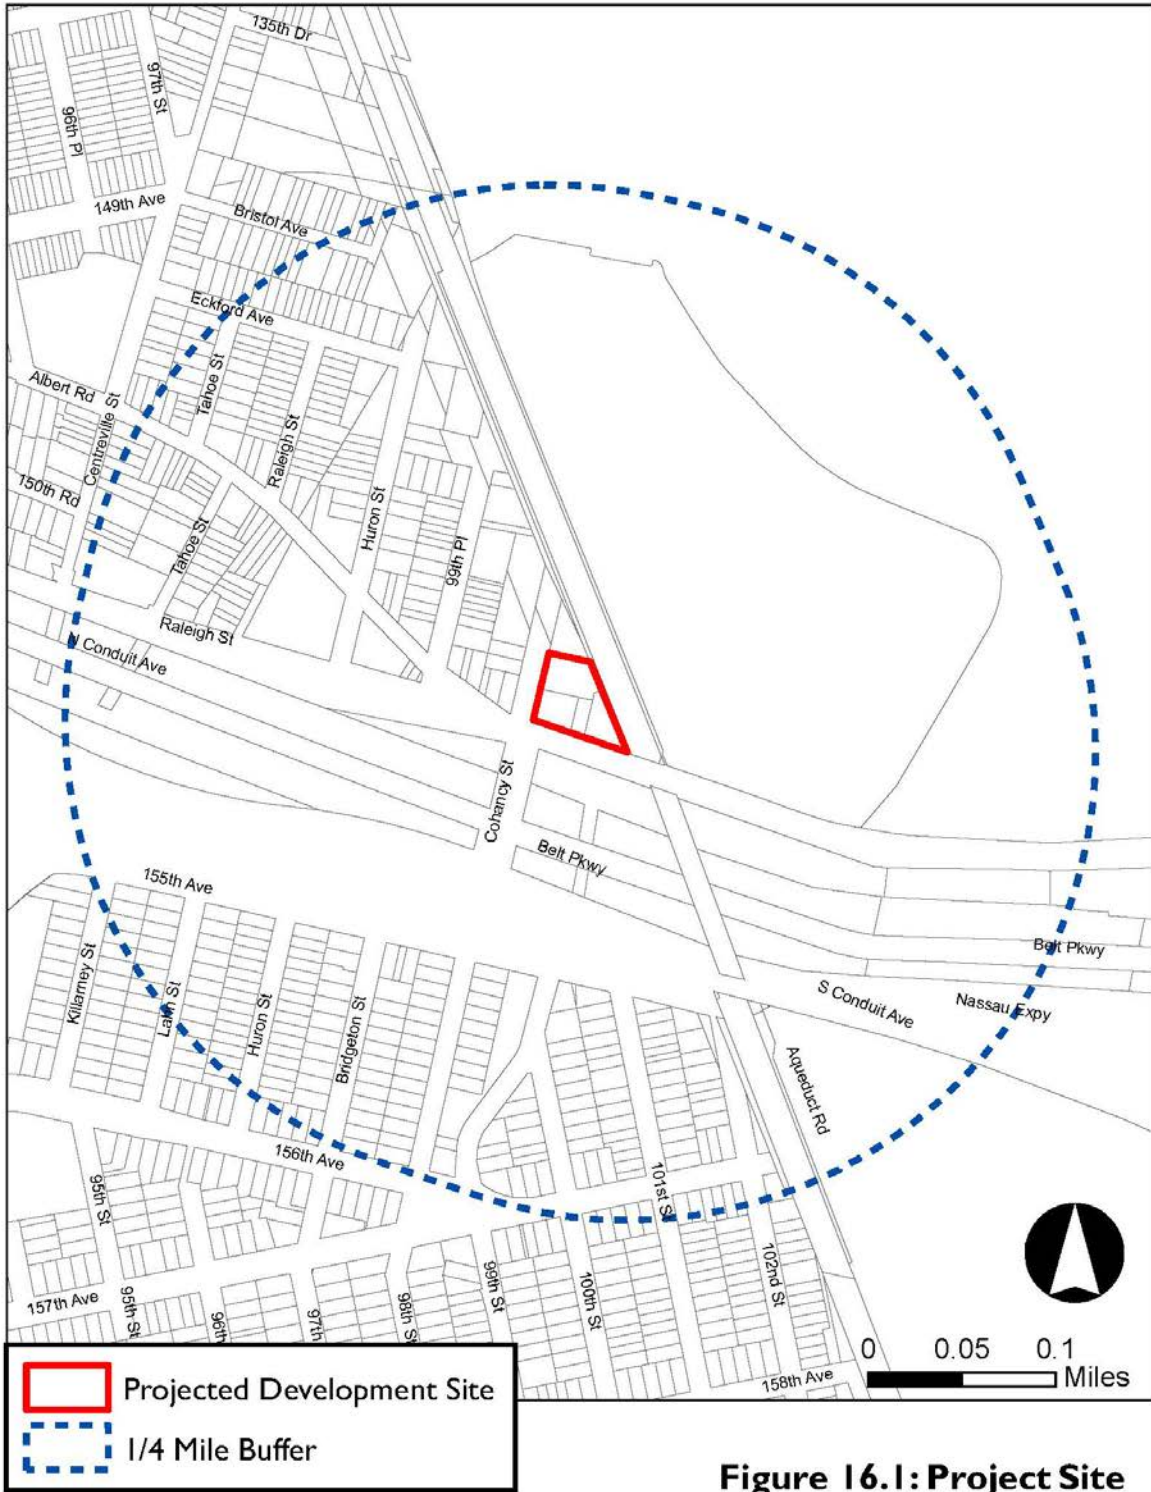 135th Dr
97th St
96th Pl
149th Ave
Bristol Ave
Eckford Ave
Tahoe St
Albert Rd
Centreville St
Raleigh St
150th Rd
Huron St
Tahoe St
99th Pl
Raleigh St
N Conduit Ave
Cohancy St
Belt Pkwy
155th Ave
Belt Pkwy
Killarney St
Lahn St
Huron St
Bridgeton St
S Conduit Ave
Nassau Expy
Aqueduct Rd
156th Ave
95th St
101st St
102nd St
157th Ave
95th St
96th
97th
98th St
99th St
100th St
158th Ave
0 0.05 0.1
Miles
Projected Development Site
1/4 Mile Buffer
Figure 16.1: Project Site